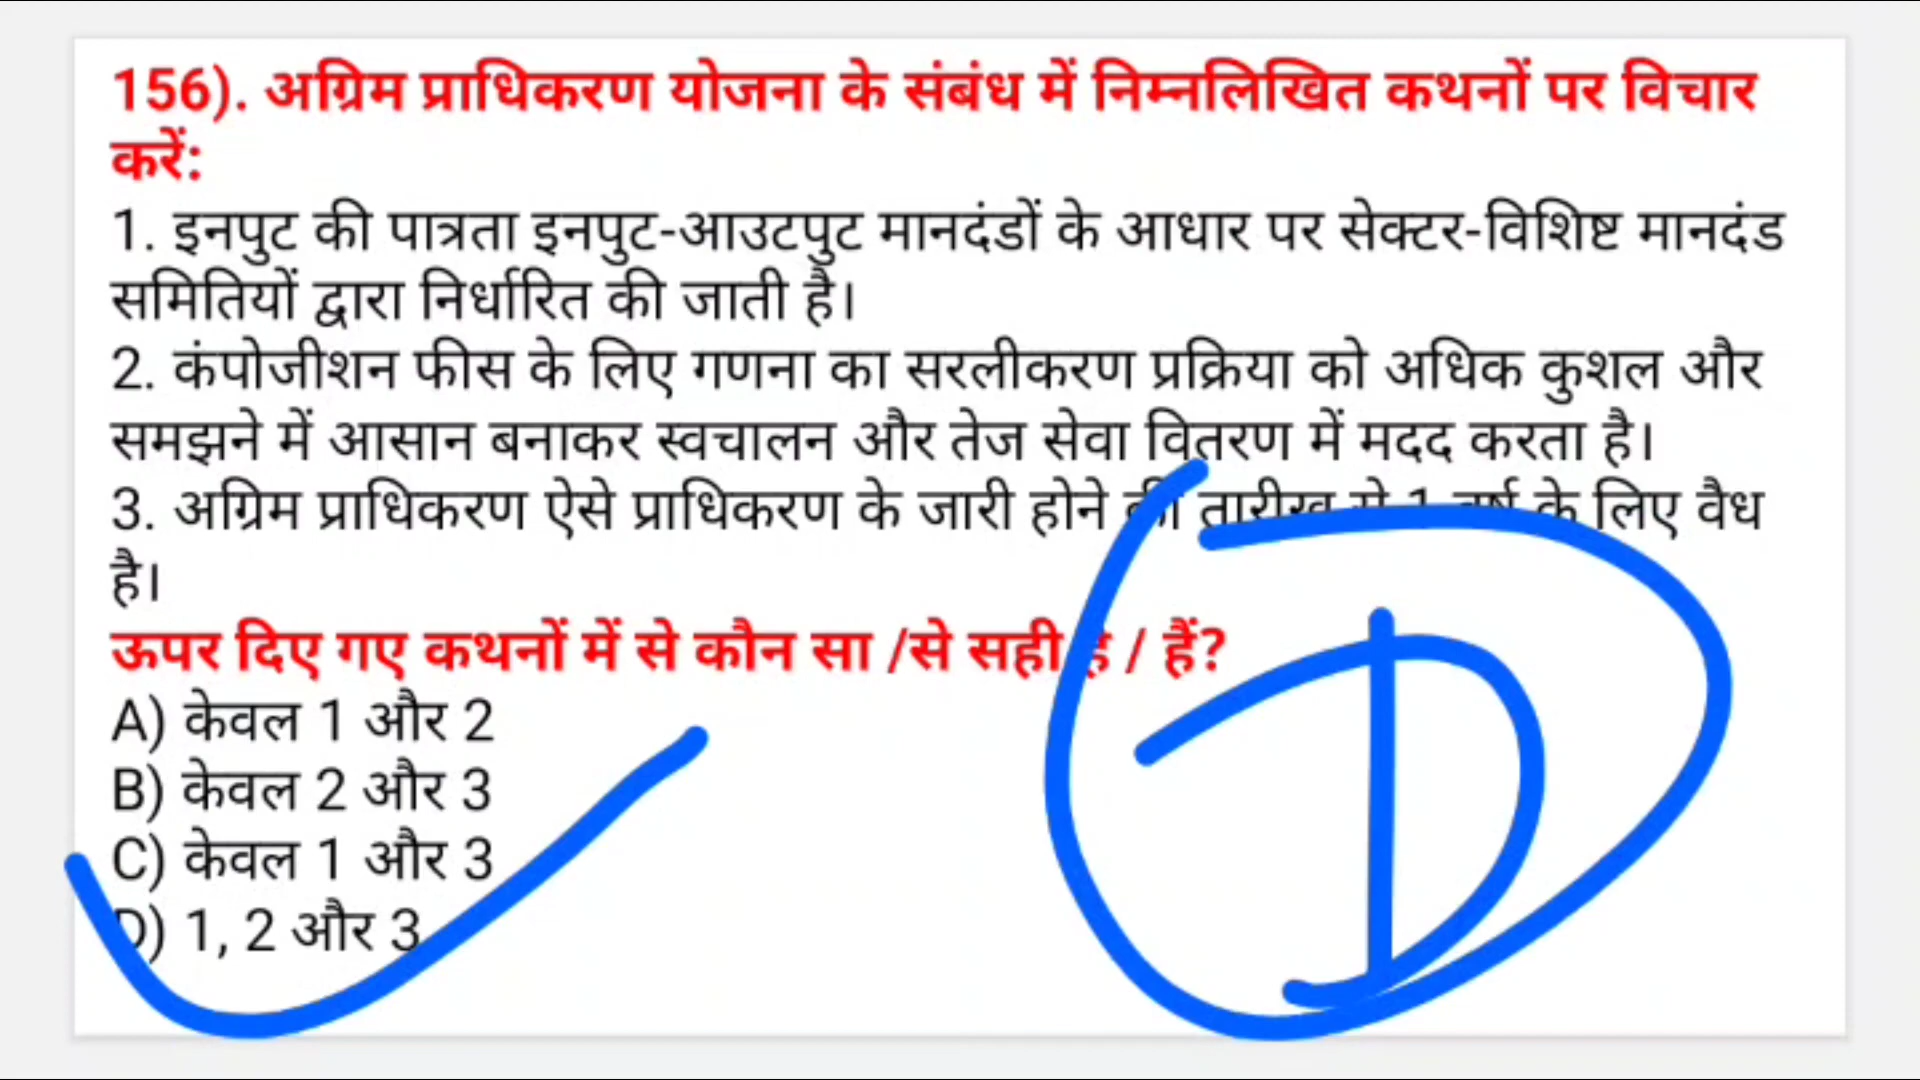 156). अग्रिम प्राधिकरण योजना के संबंध में निम्नलिखित कथनों पर विचार
करें:
1. इनपुट की पात्रता इनपुट-आउटपुट मानदंडों के आधार पर सेक्टर-विशिष्ट मानदंड
समितियों द्वारा निर्धारित की जाती है।
2. कंपोजीशन फीस के लिए गणना का सरलीकरण प्रक्रिया को अधिक कुशल और
समझने में आसान बनाकर स्वचालन और तेज सेवा वितरण में मदद करता है।
3. अग्रिम प्राधिकरण ऐसे प्राधिकरण के जारी होने की तारीख से 1 वर्ष के लिए वैध
है।
ऊपर दिए गए कथनों में से कौन सा /से सही है / हैं?
A) केवल 1 और 2
B) केवल 2 और 3
C) केवल 1 और 3
D) 1, 2 और 3
D